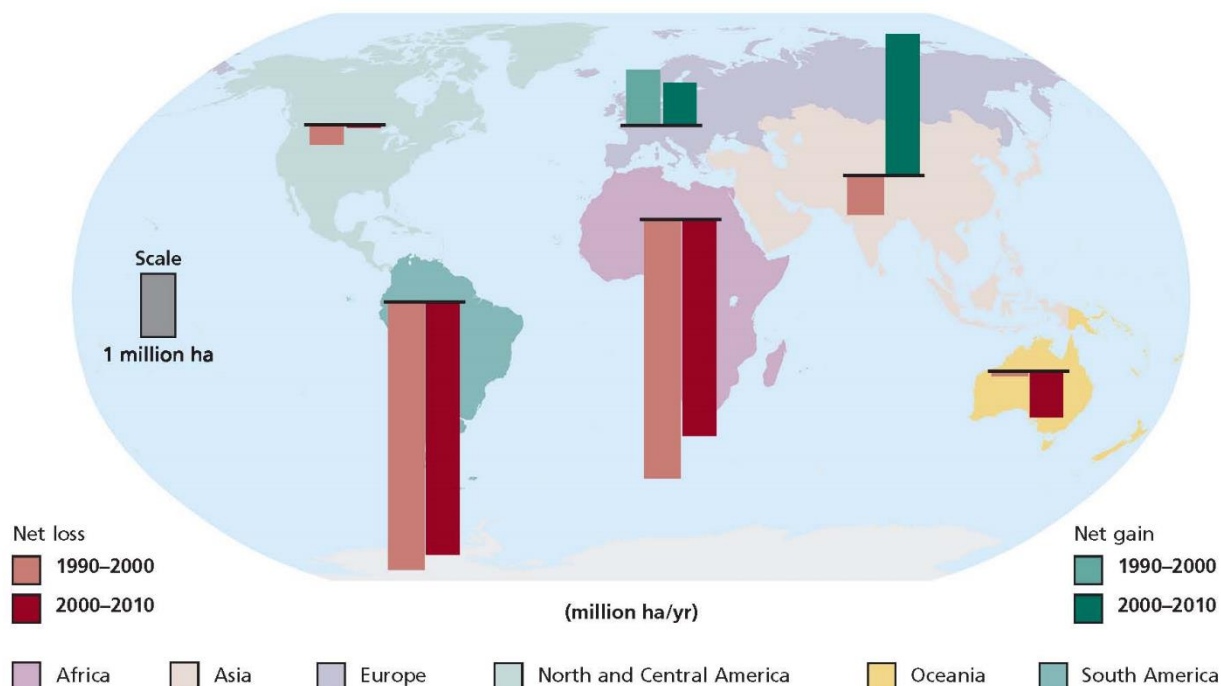 Scale
1 million ha
Net loss
1990–2000
2000–2010
(million ha/yr)
Net gain
1990–2000
2000–2010
Africa
Asia
Europe
North and Central America
Oceania
South America